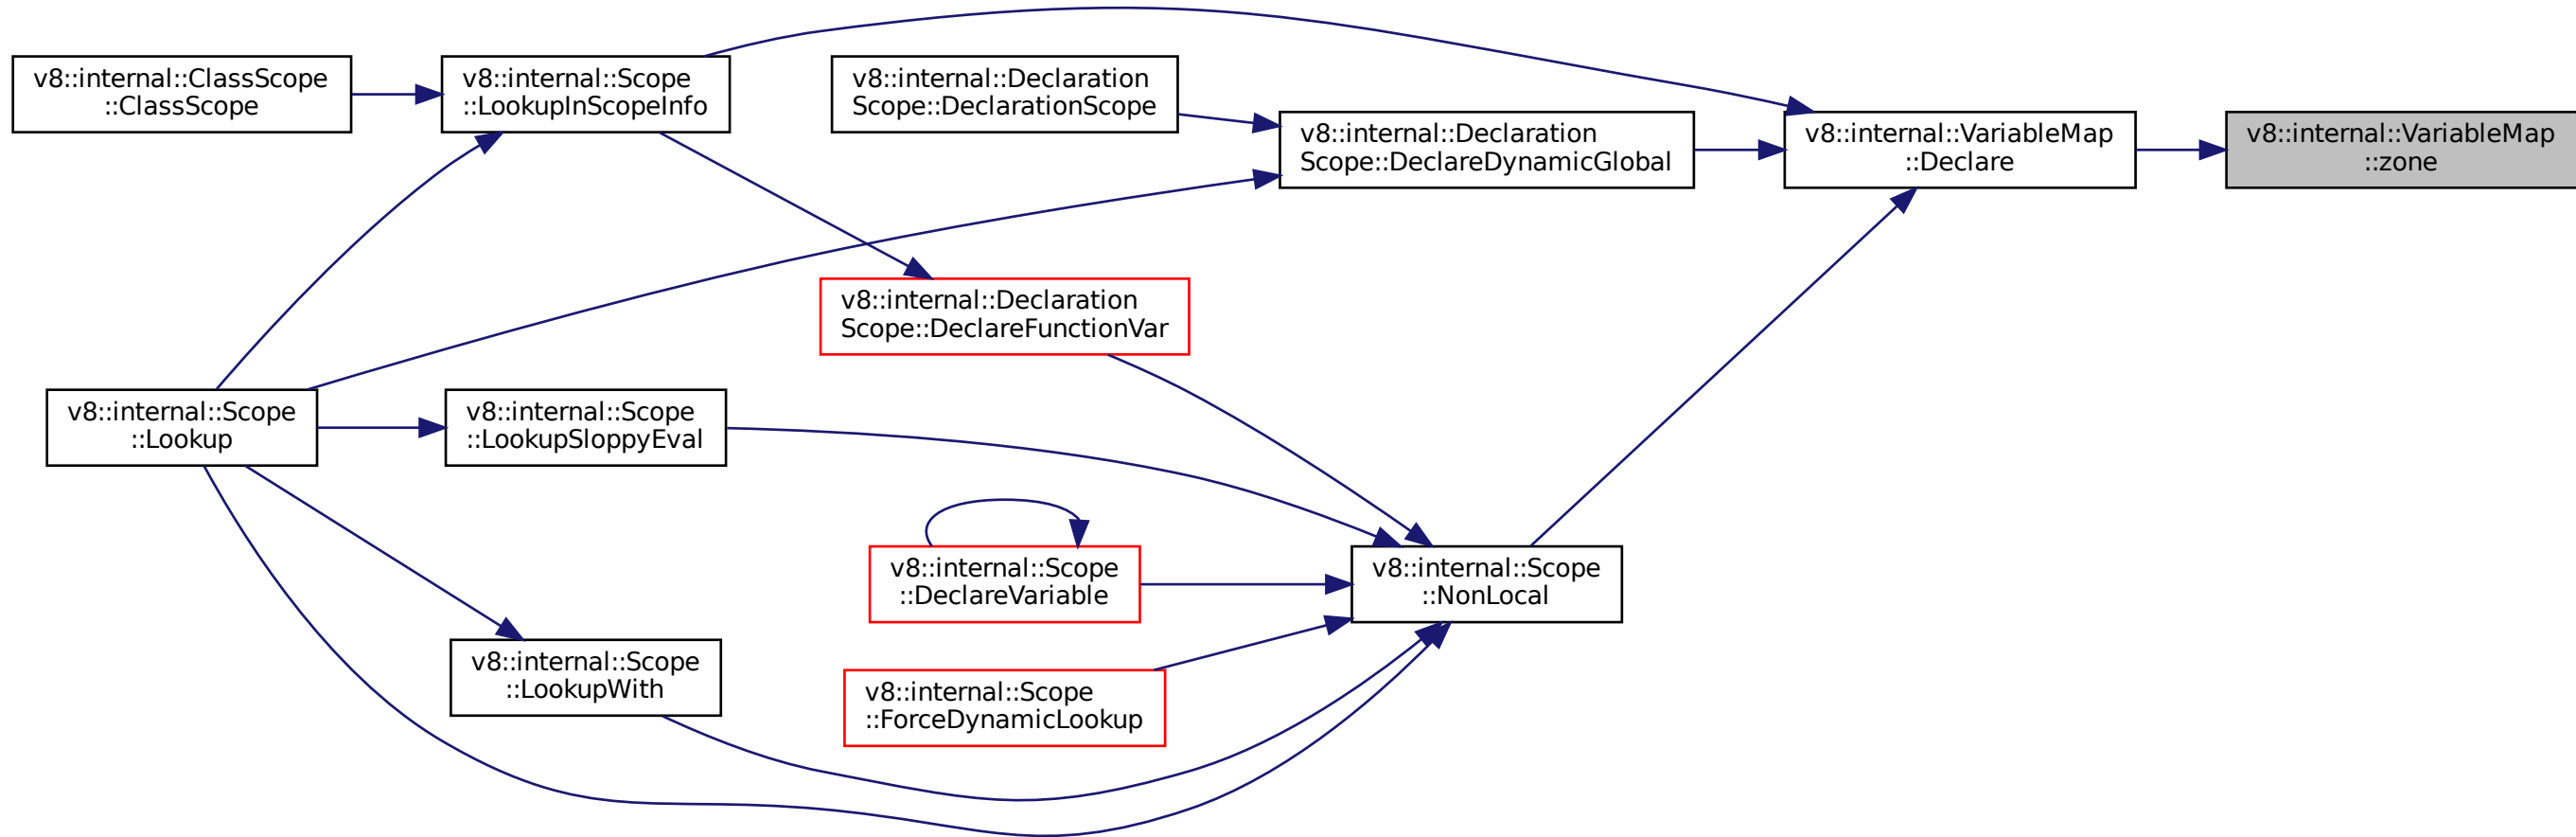 v8::internal::ClassScope
::ClassScope
v8::internal::Scope
::LookupInScopeInfo
v8::internal::Declaration
Scope::DeclarationScope
v8::internal::Declaration
Scope::DeclareDynamicGlobal
v8::internal::VariableMap
::Declare
v8::internal::VariableMap
::zone
v8::internal::Declaration
Scope::DeclareFunctionVar
v8::internal::Scope
::Lookup
v8::internal::Scope
::LookupSloppyEval
v8::internal::Scope
::DeclareVariable
v8::internal::Scope
::NonLocal
v8::internal::Scope
::LookupWith
v8::internal::Scope
::ForceDynamicLookup